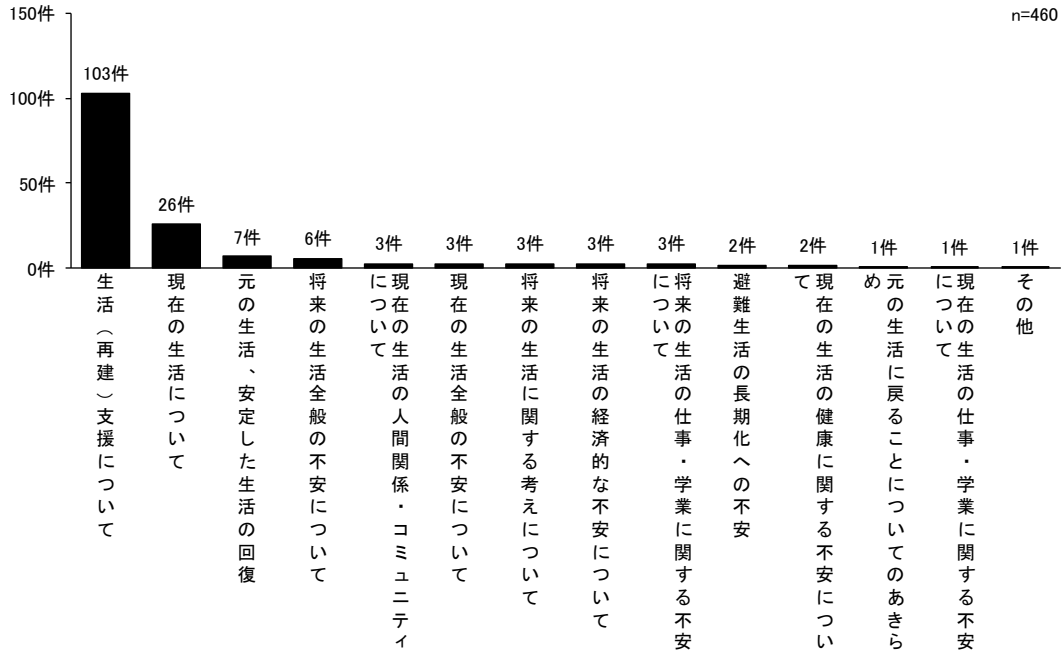 150件
n=460
100件
50件
0件
103件
26件
7件
6件
3件
3件
3件
3件
3件
2件
2件
1件
1件
1件
生活（再建）支援について
現在の生活について
元の生活、安定した生活の回復
将来の生活全般の不安について
現在の生活の人間関係・コミュニティ
について
現在の生活全般の不安について
将来の生活に関する考えについて
将来の生活の経済的な不安について
将来の生活の仕事・学業に関する不安
について
避難生活の長期化への不安
現在の生活の健康に関する不安につい
て
元の生活に戻ることについてのあきら
め
現在の生活の仕事・学業に関する不安
について
その他